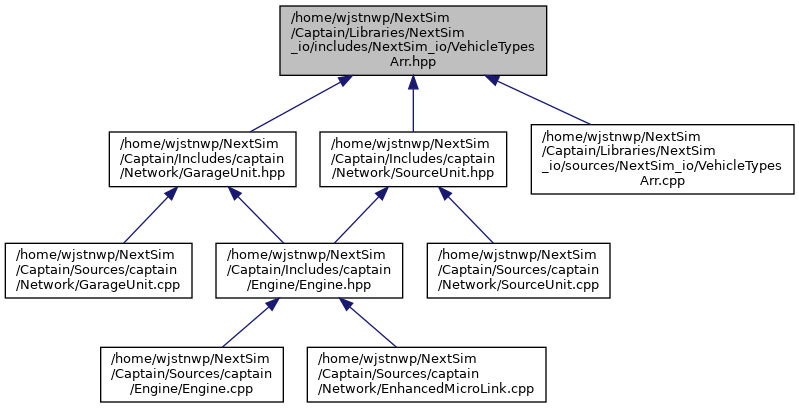 /home/wjstnwp/NextSim
/Captain/Libraries/NextSim
_io/includes/NextSim_io/VehicleTypes
Arr.hpp
/home/wjstnwp/NextSim
/Captain/Includes/captain
/Network/GarageUnit.hpp
/home/wjstnwp/NextSim
/Captain/Includes/captain
/Network/SourceUnit.hpp
/home/wjstnwp/NextSim
/Captain/Libraries/NextSim
_io/sources/NextSim_io/VehicleTypes
Arr.cpp
/home/wjstnwp/NextSim
/Captain/Sources/captain
/Network/GarageUnit.cpp
/home/wjstnwp/NextSim
/Captain/Includes/captain
/Engine/Engine.hpp
/home/wjstnwp/NextSim
/Captain/Sources/captain
/Network/SourceUnit.cpp
/home/wjstnwp/NextSim
/Captain/Sources/captain
/Engine/Engine.cpp
/home/wjstnwp/NextSim
/Captain/Sources/captain
/Network/EnhancedMicroLink.cpp